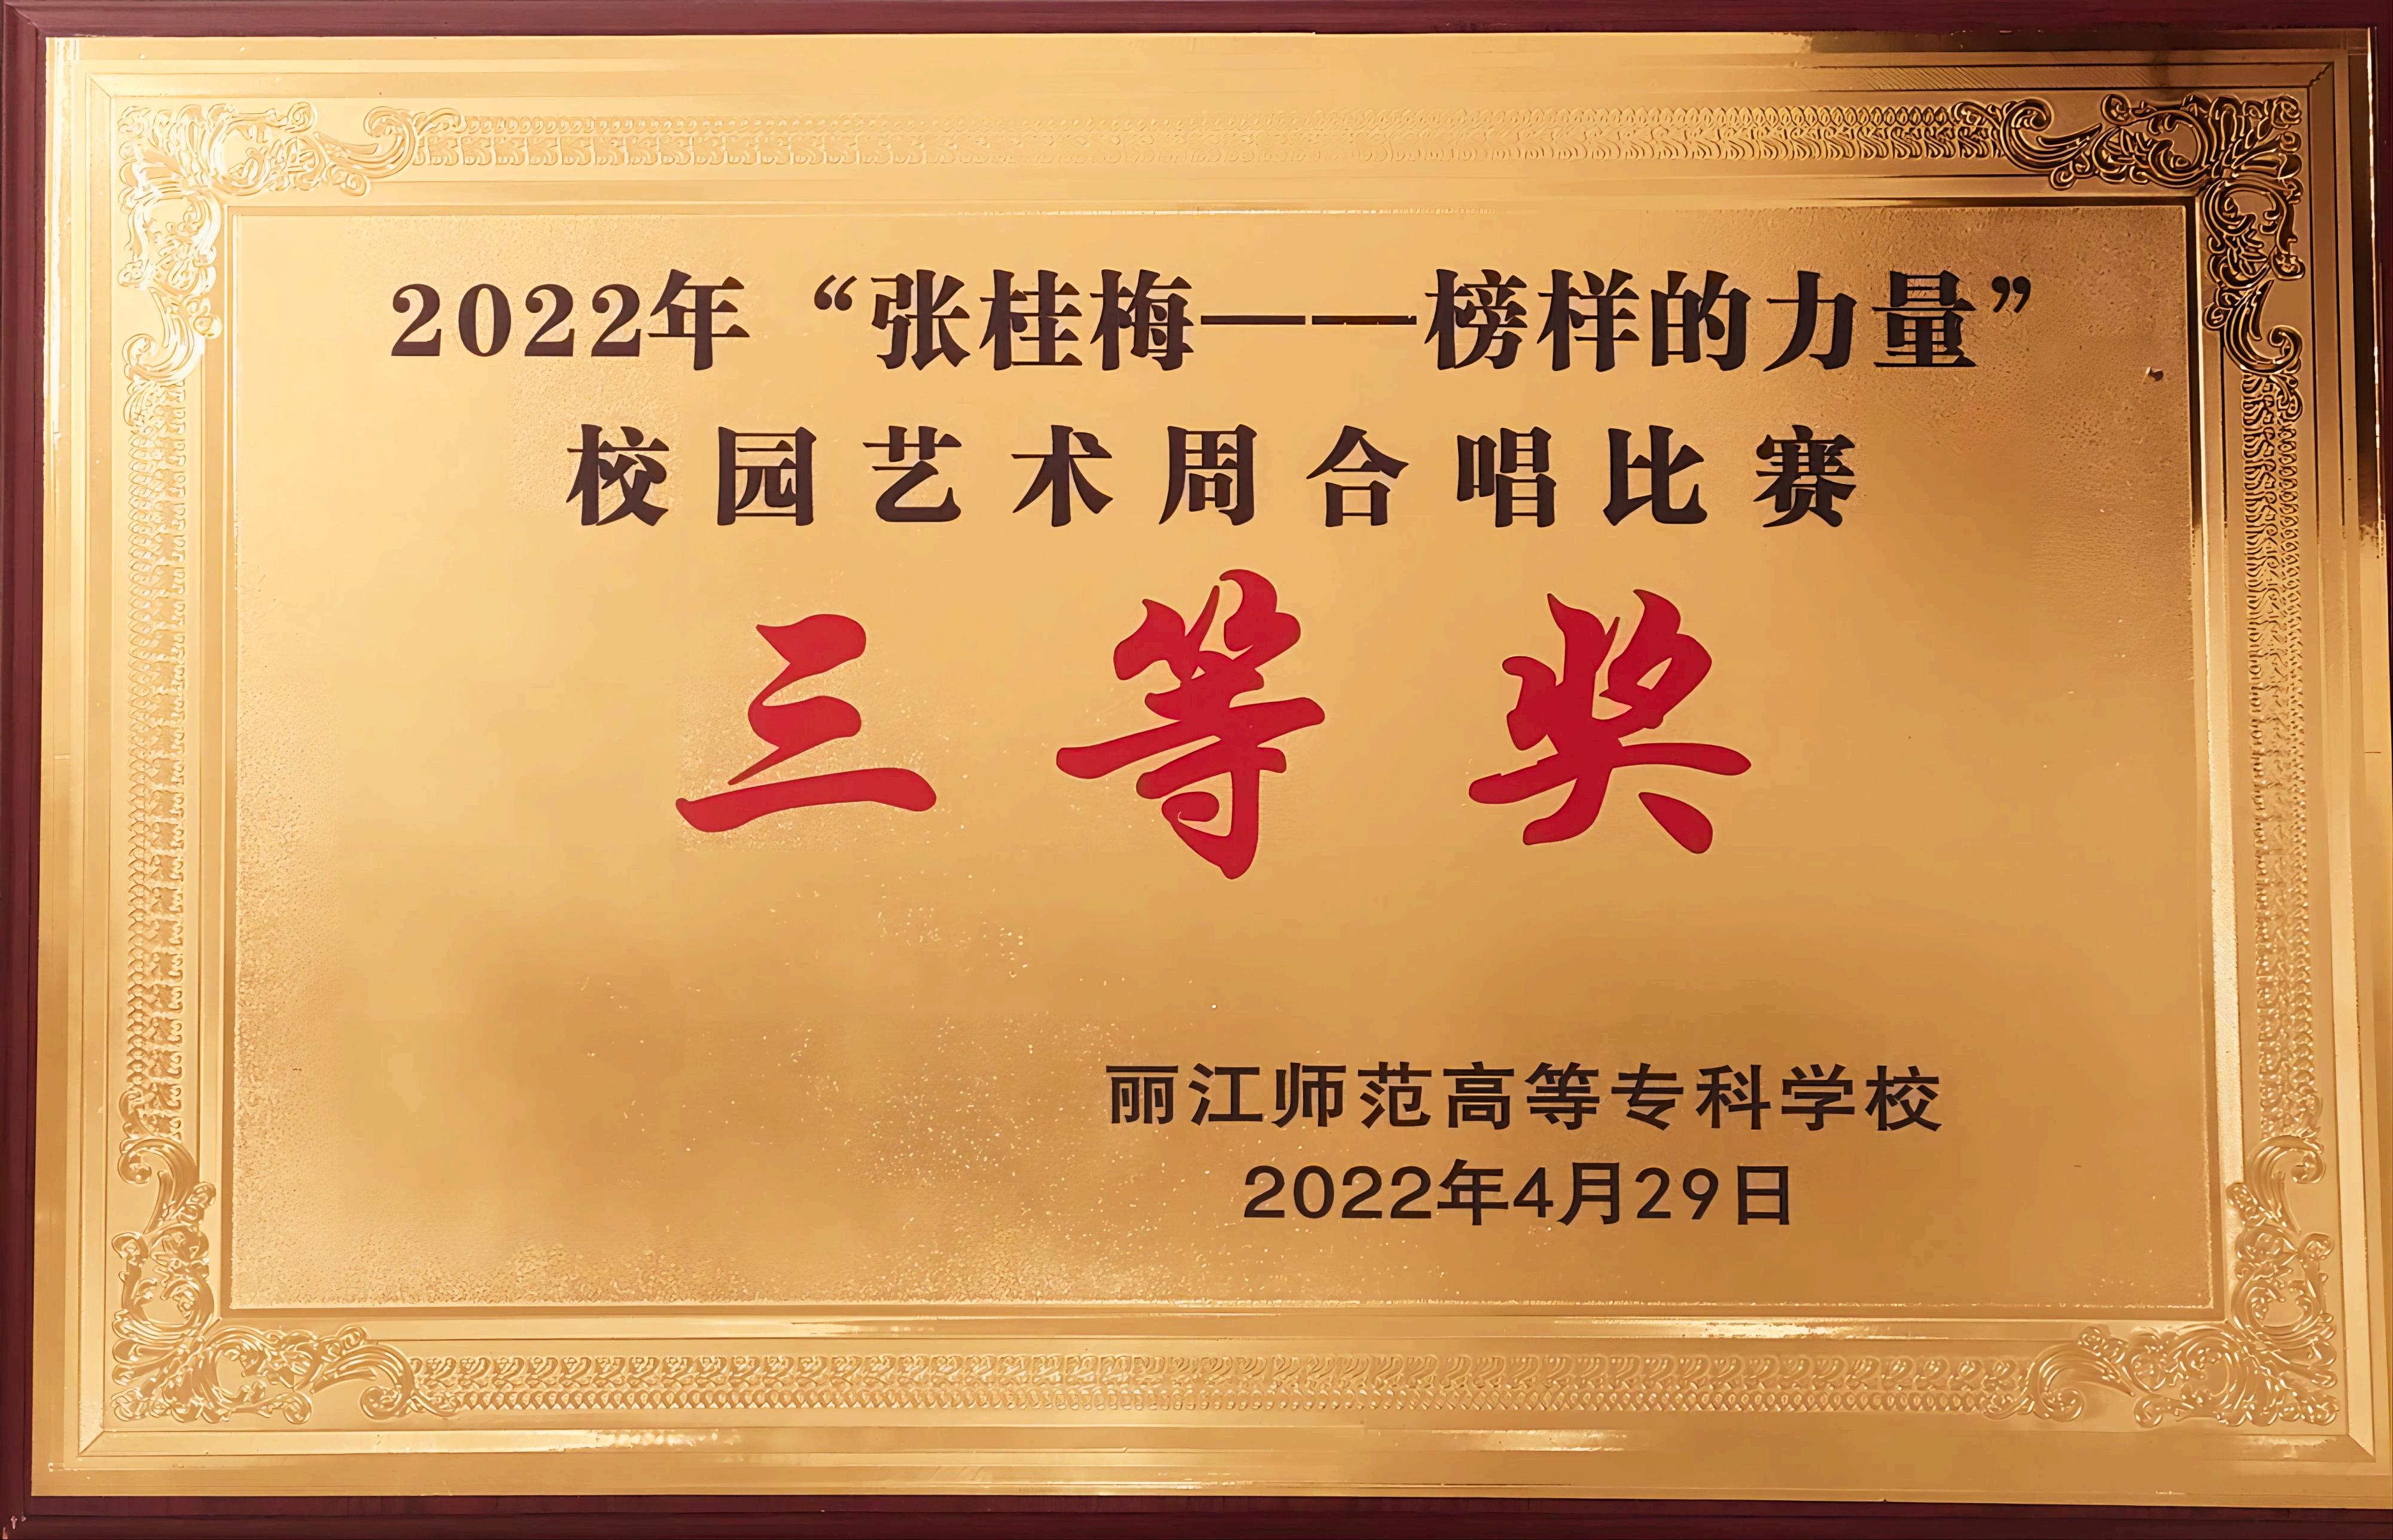 2022年“张桂梅——榜样的力量”
校园艺术周合唱比赛
三等奖
丽江师范高等专科学校
2022年4月29日